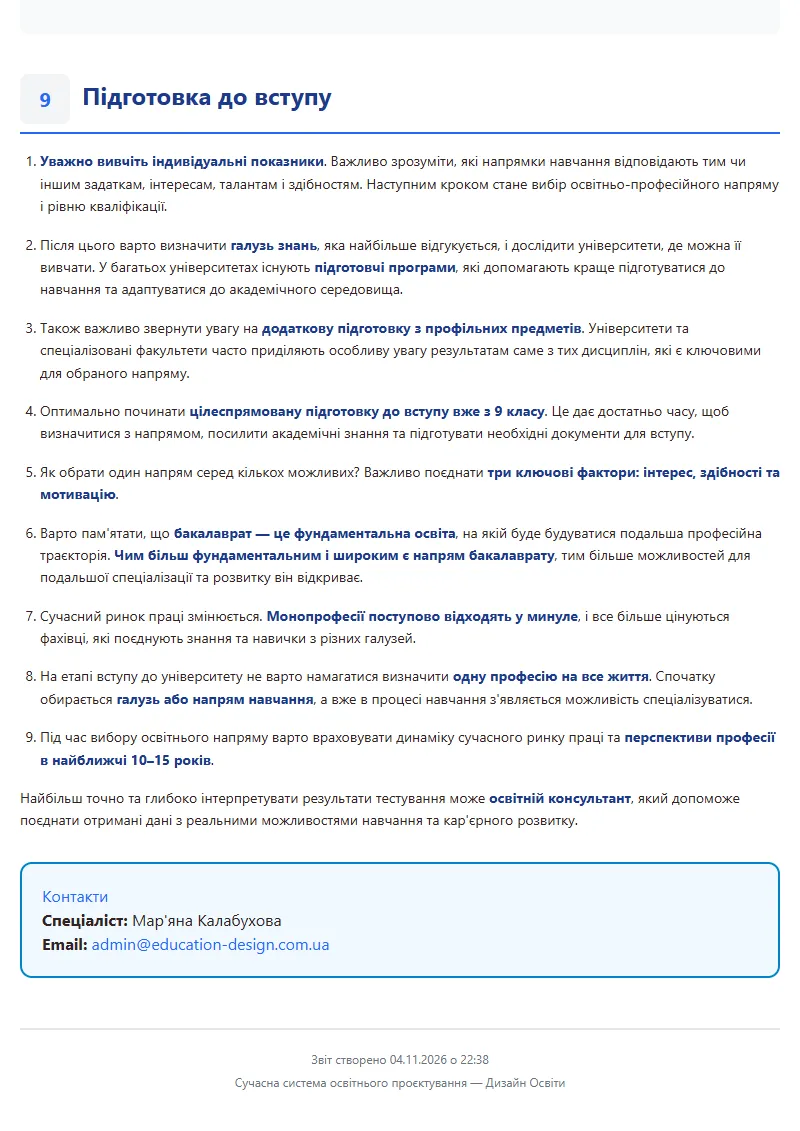 9
Підготовка до вступу
1. Уважно вивчіть індивідуальні показники. Важливо зрозуміти, які напрямки навчання відповідають тим чи
іншим задаткам, інтересам, талантам і здібностям. Наступним кроком стане вибір освітньо-професійного напряму
і рівню кваліфікації.
2. Після цього варто визначити галузь знань, яка найбільше відгукується, і дослідити університети, де можна її
вивчати. У багатьох університетах існують підготовчі програми, які допомагають краще підготуватися до
навчання та адаптуватися до академічного середовища.
3. Також важливо звернути увагу на додаткову підготовку з профільних предметів. Університети та
спеціалізовані факультети часто приділяють особливу увагу результатам саме з тих дисциплін, які є ключовими
для обраного напряму.
4. Оптимально починати цілеспрямовану підготовку до вступу вже з 9 класу. Це дає достатньо часу, щоб
визначитися з напрямом, посилити академічні знання та підготувати необхідні документи для вступу.
5. Як обрати один напрям серед кількох можливих? Важливо поєднати три ключові фактори: інтерес, здібності та
мотивацію.
6. Варто пам'ятати, що бакалаврат — це фундаментальна освіта, на якій буде будуватися подальша професійна
траєкторія. Чим більш фундаментальним і широким є напрям бакалаврату, тим більше можливостей для
подальшої спеціалізації та розвитку він відкриває.
7. Сучасний ринок праці змінюється. Монопрофесії поступово відходять у минуле, і все більше цінуються
фахівці, які поєднують знання та навички з різних галузей.
8. На етапі вступу до університету не варто намагатися визначити одну професію на все життя. Спочатку
обирається галузь або напрям навчання, а вже в процесі навчання з'являється можливість спеціалізуватися.
9. Під час вибору освітнього напряму варто враховувати динаміку сучасного ринку праці та перспективи професії
в найближчі 10–15 років.
Найбільш точно та глибоко інтерпретувати результати тестування може освітній консультант, який допоможе
поєднати отримані дані з реальними можливостями навчання та кар'єрного розвитку.
Контакти
Спеціаліст: Мар'яна Калабухова
Email: admin@education-design.com.ua
Звіт створено 04.11.2026 о 22:38
Сучасна система освітнього проєктування — Дизайн Освіти